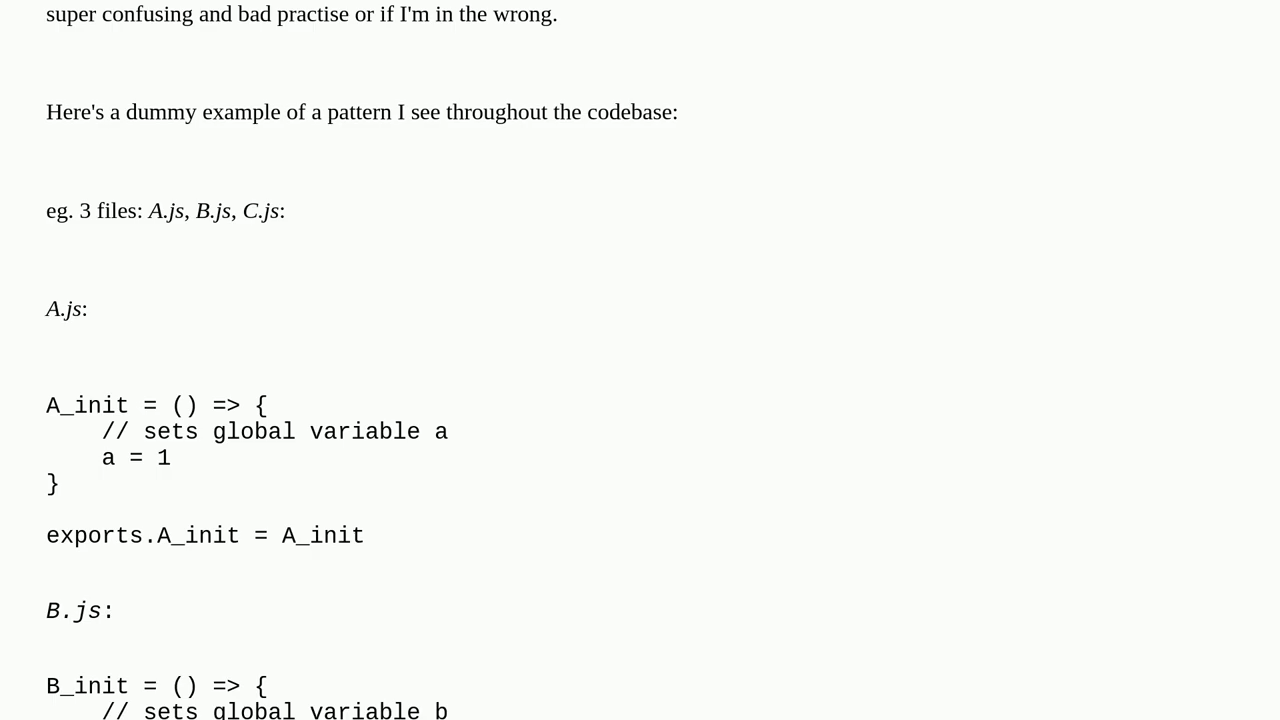 super confusing and bad practise or if I'm in the wrong.
Here's a dummy example of a pattern I see throughout the codebase:
eg. 3 files: A.js, B.js, C.js:
A.js:
A_init = () => {
    // sets global variable a
    a = 1
}
exports.A_init = A_init
B.js:
B_init = () => {
    // sets global variable b